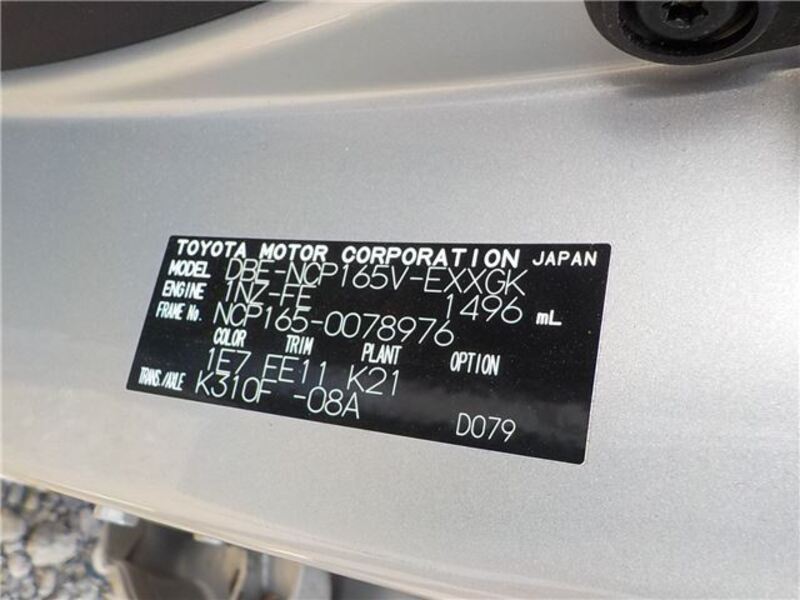 TOYOTA MOTOR CORPORATION JAPAN
MODEL DBE-NCP165V-EXXGK
ENGINE 1NZ-FE 1496 mL
FRAME No. NCP165-0078976
COLOR TRIM PLANT OPTION
1E7 EE11 K21
TRANS./AXLE K310F -08A
D079